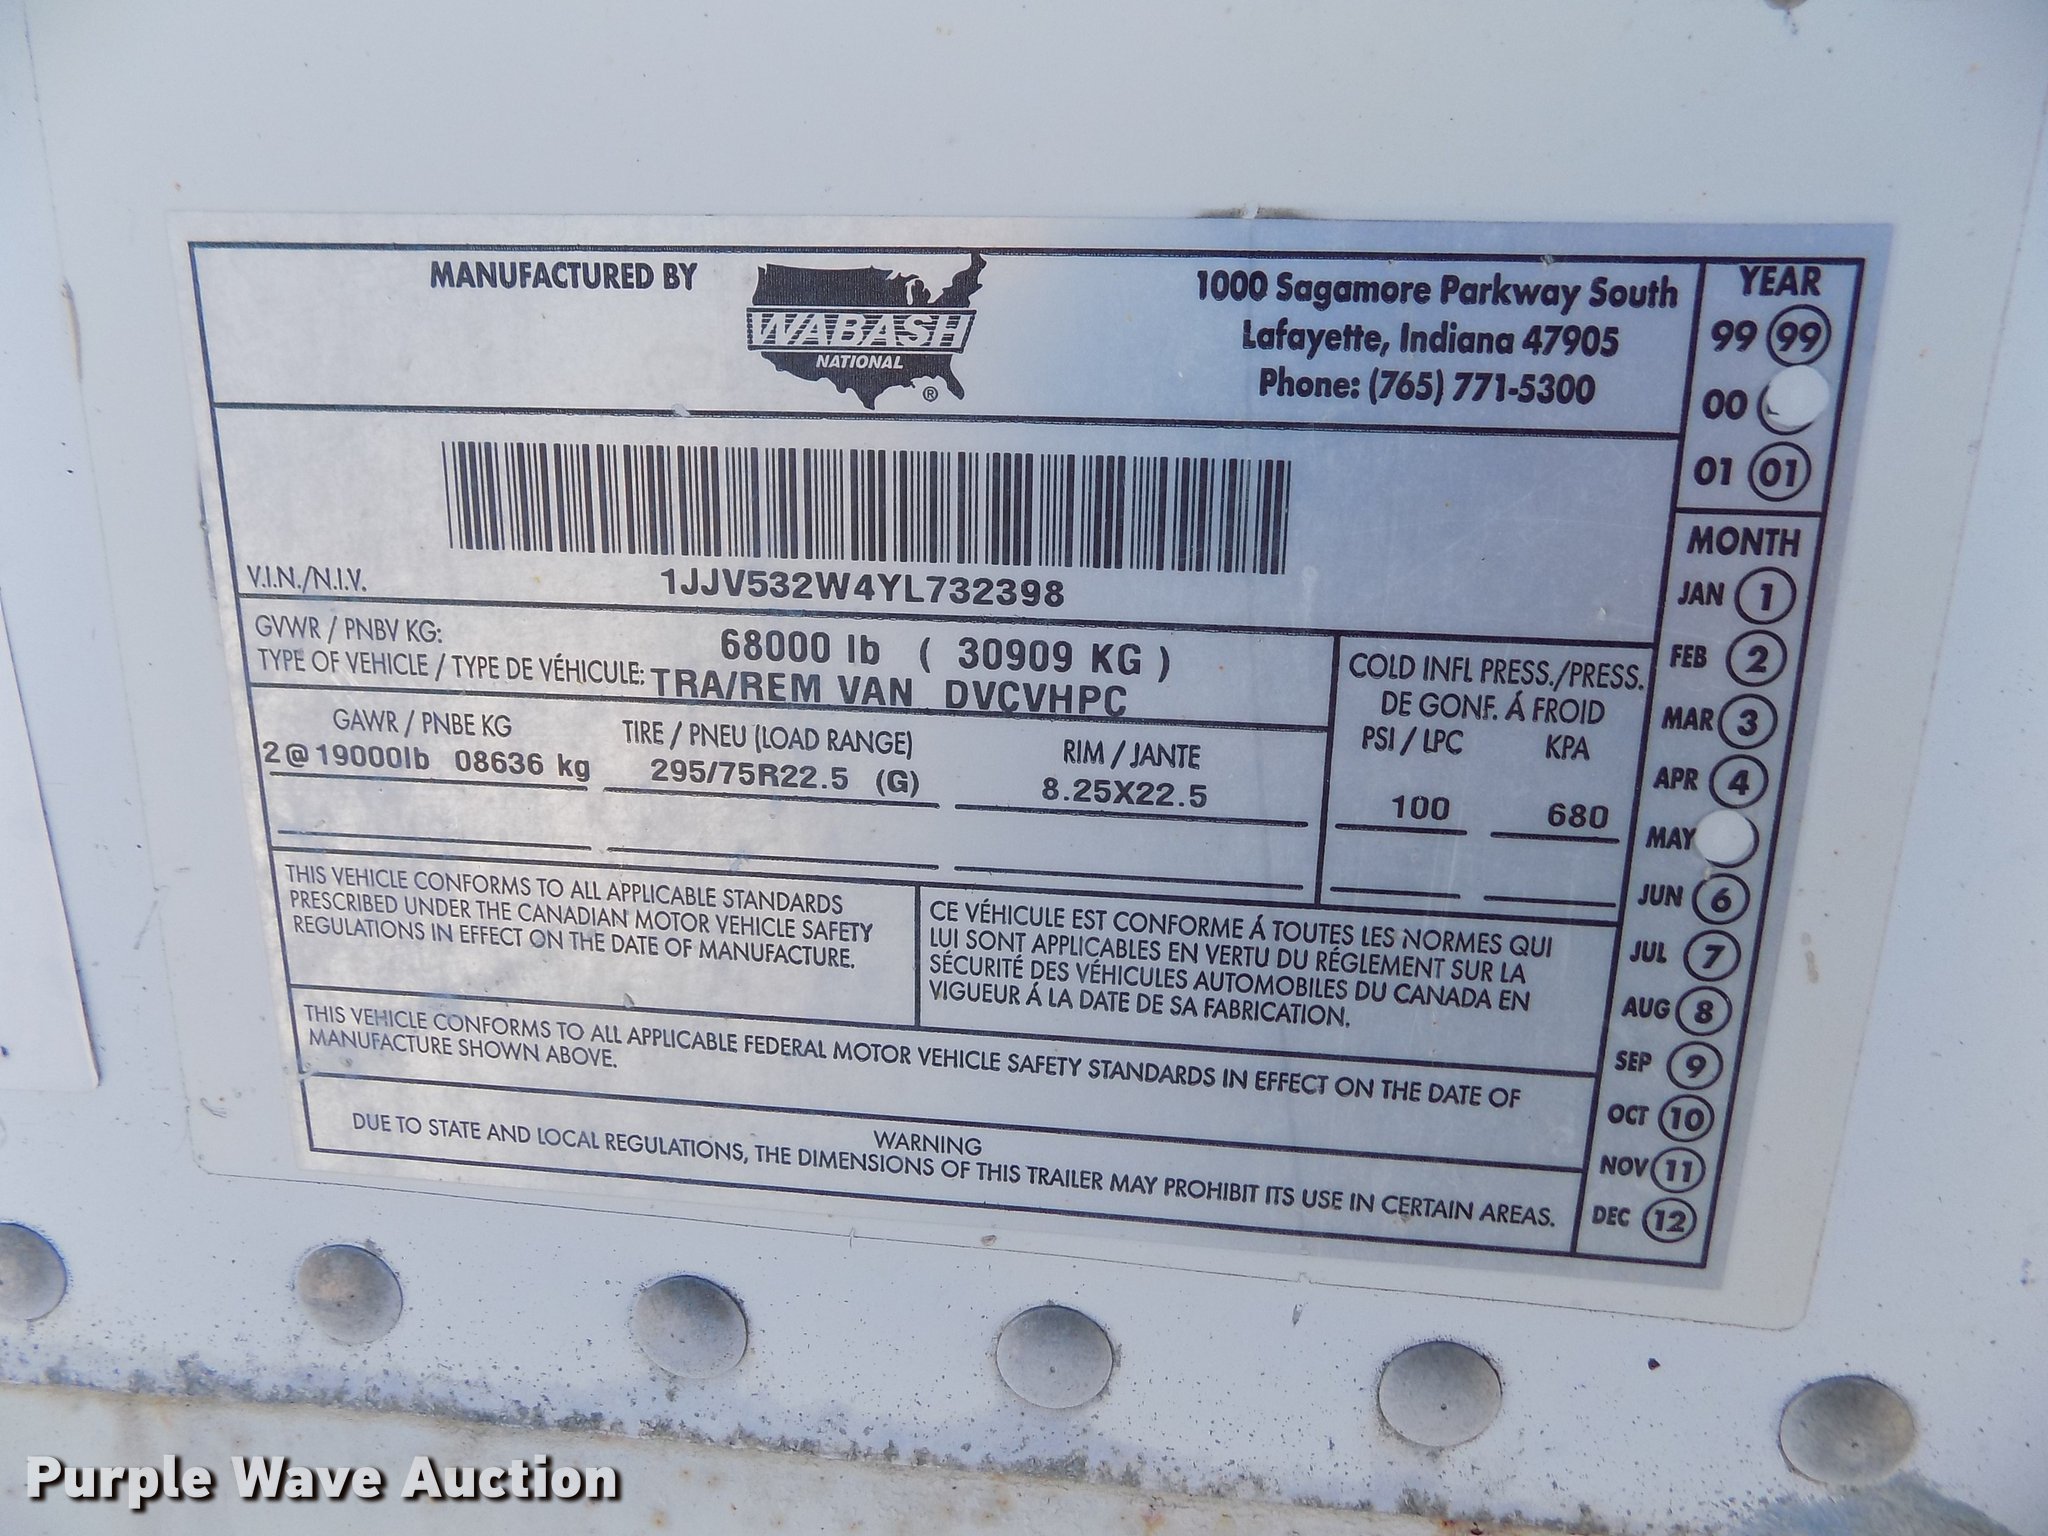 MANUFACTURED BY
WABASH
NATIONAL
®
1000 Sagamore Parkway South
Lafayette, Indiana 47905
Phone: (765) 771-5300
V.I.N./N.I.V.
1JJV532W4YL732398
GVWR / PNBV KG: 68000 lb ( 30909 KG )
TYPE OF VEHICLE / TYPE DE VÉHICULE: TRA/REM VAN DVCVHPC
GAWR / PNBE KG
2@19000lb 08636 kg
TIRE / PNEU (LOAD RANGE)
295/75R22.5 (G)
RIM / JANTE
8.25X22.5
COLD INFL PRESS./PRESS.
DE GONF. Á FROID
PSI / LPC KPA
100 680
THIS VEHICLE CONFORMS TO ALL APPLICABLE STANDARDS
PRESCRIBED UNDER THE CANADIAN MOTOR VEHICLE SAFETY
REGULATIONS IN EFFECT ON THE DATE OF MANUFACTURE.
CE VÉHICULE EST CONFORME Á TOUTES LES NORMES QUI
LUI SONT APPLICABLES EN VERTU DU RÉGLEMENT SUR LA
SÉCURITÉ DES VÉHICULES AUTOMOBILES DU CANADA EN
VIGUEUR Á LA DATE DE SA FABRICATION.
THIS VEHICLE CONFORMS TO ALL APPLICABLE FEDERAL MOTOR VEHICLE SAFETY STANDARDS IN EFFECT ON THE DATE OF
MANUFACTURE SHOWN ABOVE.
WARNING
DUE TO STATE AND LOCAL REGULATIONS, THE DIMENSIONS OF THIS TRAILER MAY PROHIBIT ITS USE IN CERTAIN AREAS.
YEAR
99 99
00
01 01
MONTH
JAN 1
FEB 2
MAR 3
APR 4
MAY
JUN 6
JUL 7
AUG 8
SEP 9
OCT 10
NOV 11
DEC 12
Purple Wave Auction